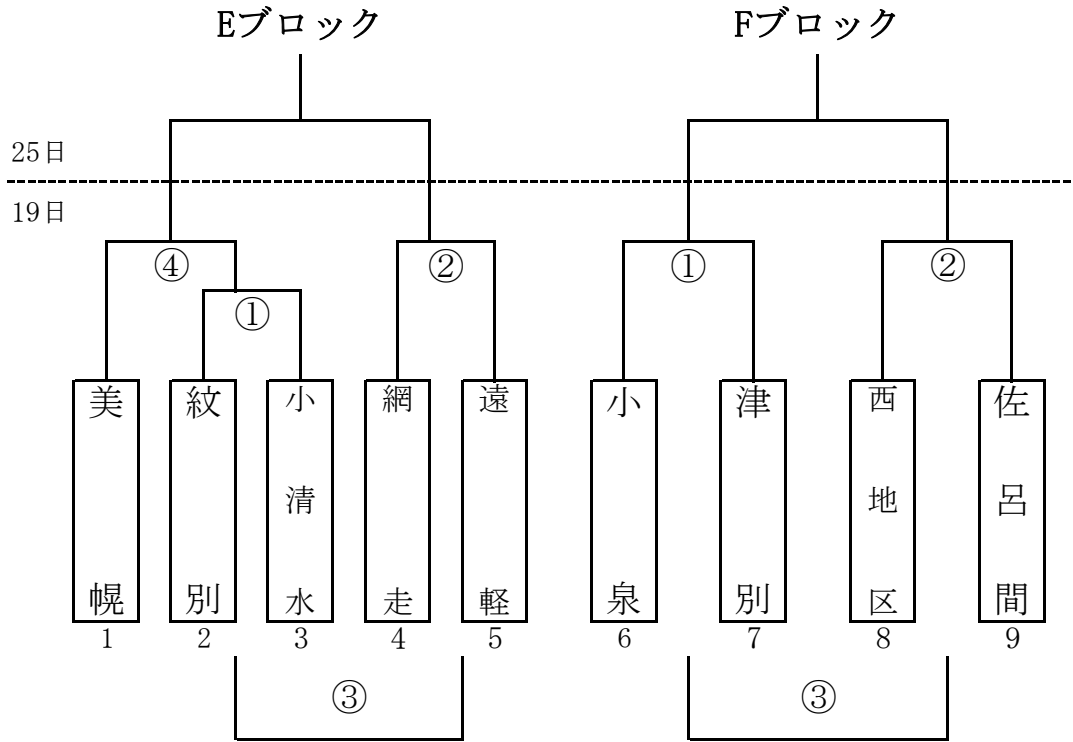 Eブロック Fブロック
25日
19日
④ ② ① ②
①
美幌 紋別 小清水 網走 遠軽 小泉 津別 西地区 佐呂間
1 2 3 4 5 6 7 8 9
③ ③